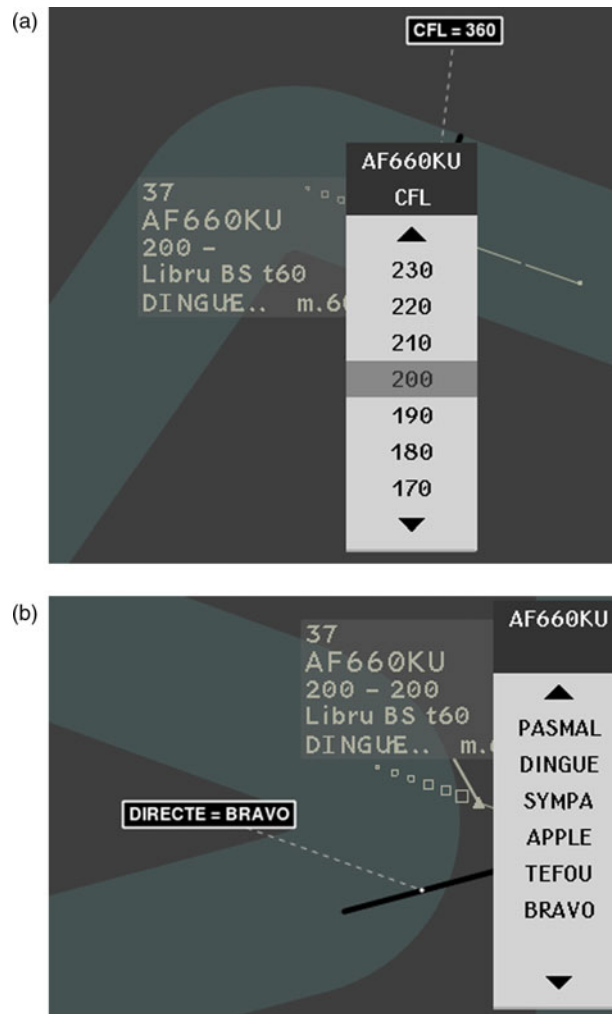 (a)
CFL = 360
AF660KU
CFL
37
AF660KU
200 -
Libru BS t60
DINGUE.. m.60
230
220
210
200
190
180
170
(b)
AF660KU
37
AF660KU
200 - 200
Libru BS t60
DINGUE.. m.
PASMAL
DINGUE
SYMPA
APPLE
TEFOU
BRAVO
DIRECTE = BRAVO